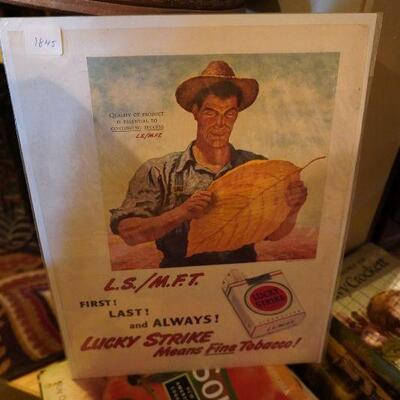 1845
QUALITY OF PRODUCT
IS ESSENTIAL TO
CONTINUING SUCCESS
L.S./M.F.T.
L.S./M.F.T.
FIRST!
LAST!
and ALWAYS!
LUCKY STRIKE
Means Fine Tobacco!
LUCKY
STRIKE
L.S./M.F.T.
Crockett